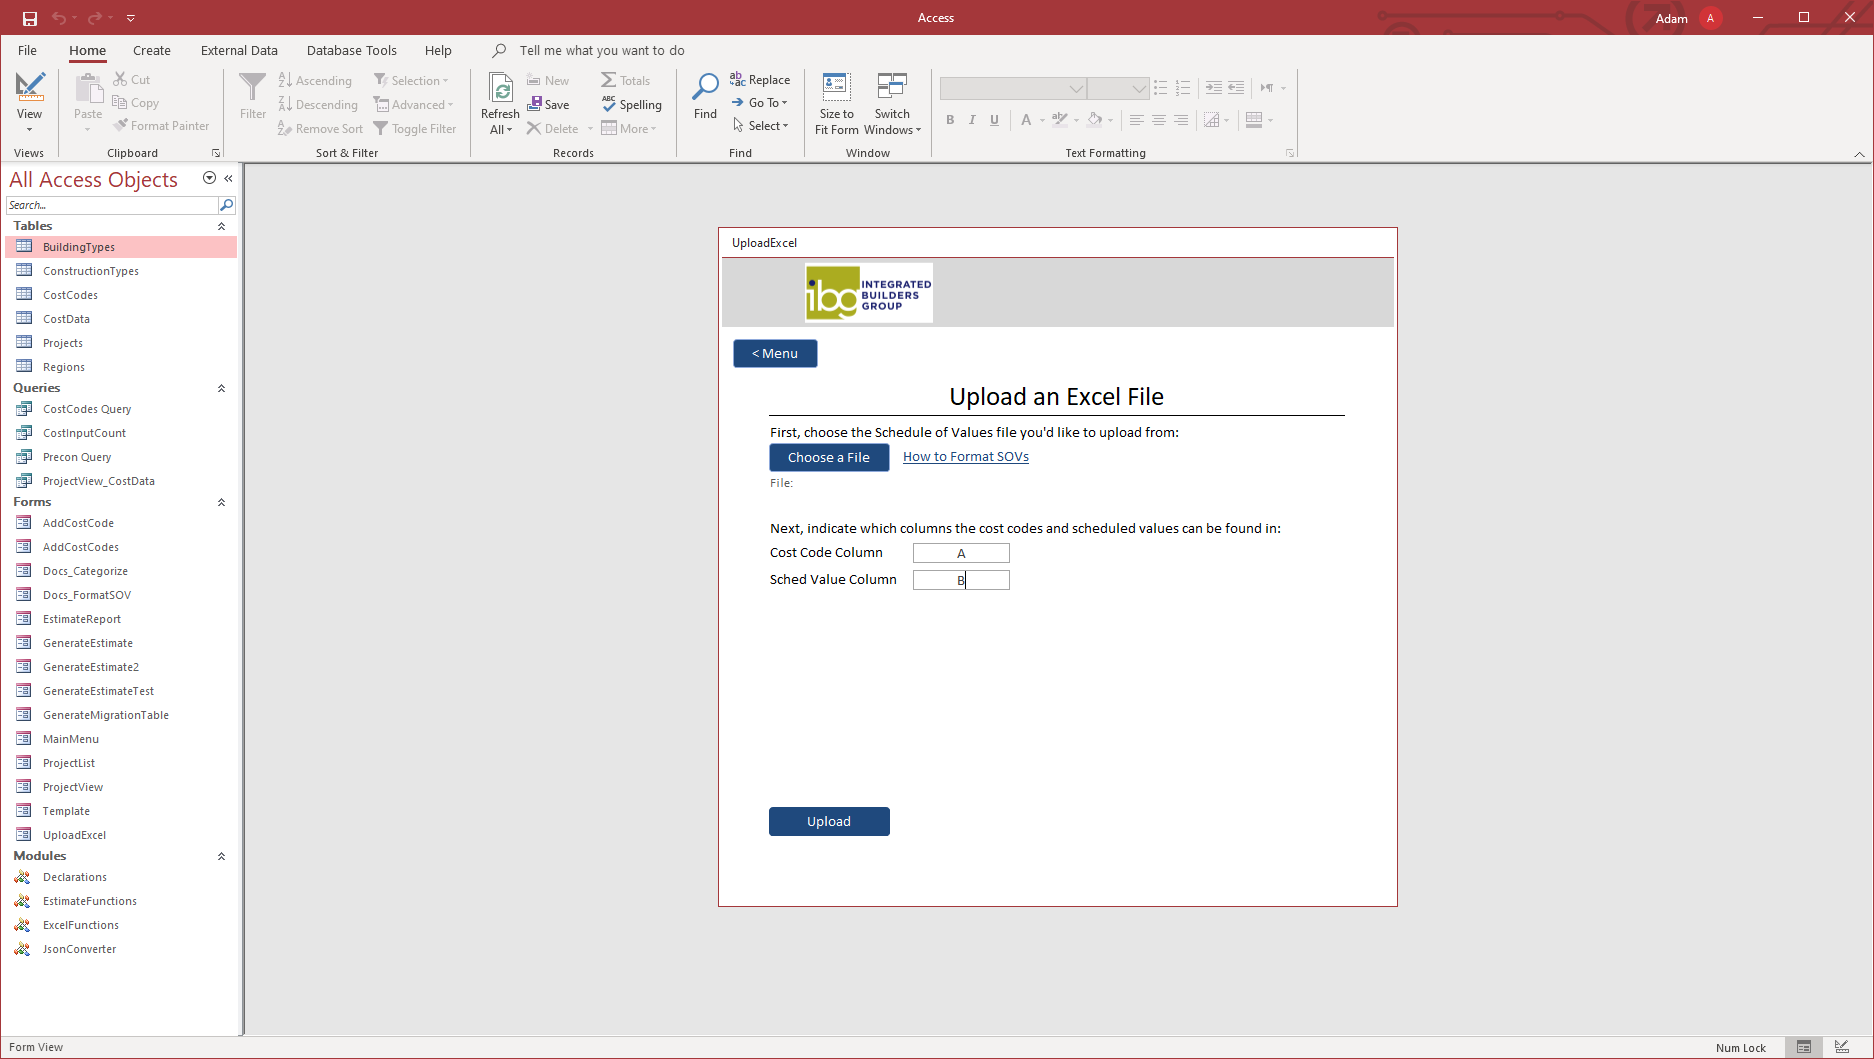 Access
Adam
A
File
Home
Create
External Data
Database Tools
Help
Tell me what you want to do
View
Views
Paste
Cut
Copy
Format Painter
Clipboard
Filter
Ascending
Descending
Remove Sort
Selection
Advanced
Toggle Filter
Sort & Filter
Refresh
All
New
Save
Delete
Totals
Spelling
More
Records
Find
Replace
Go To
Select
Find
Size to
Fit Form
Switch
Windows
Window
B I U
A
Text Formatting
All Access Objects
Search...
Tables
BuildingTypes
ConstructionTypes
CostCodes
CostData
Projects
Regions
Queries
CostCodes Query
CostInputCount
Precon Query
ProjectView_CostData
Forms
AddCostCode
AddCostCodes
Docs_Categorize
Docs_FormatSOV
EstimateReport
GenerateEstimate
GenerateEstimate2
GenerateEstimateTest
GenerateMigrationTable
MainMenu
ProjectList
ProjectView
Template
UploadExcel
Modules
Declarations
EstimateFunctions
ExcelFunctions
JsonConverter
UploadExcel
ibg
INTEGRATED
BUILDERS
GROUP
< Menu
Upload an Excel File
First, choose the Schedule of Values file you'd like to upload from:
Choose a File
How to Format SOVs
File:
Next, indicate which columns the cost codes and scheduled values can be found in:
Cost Code Column
A
Sched Value Column
B
Upload
Form View
Num Lock